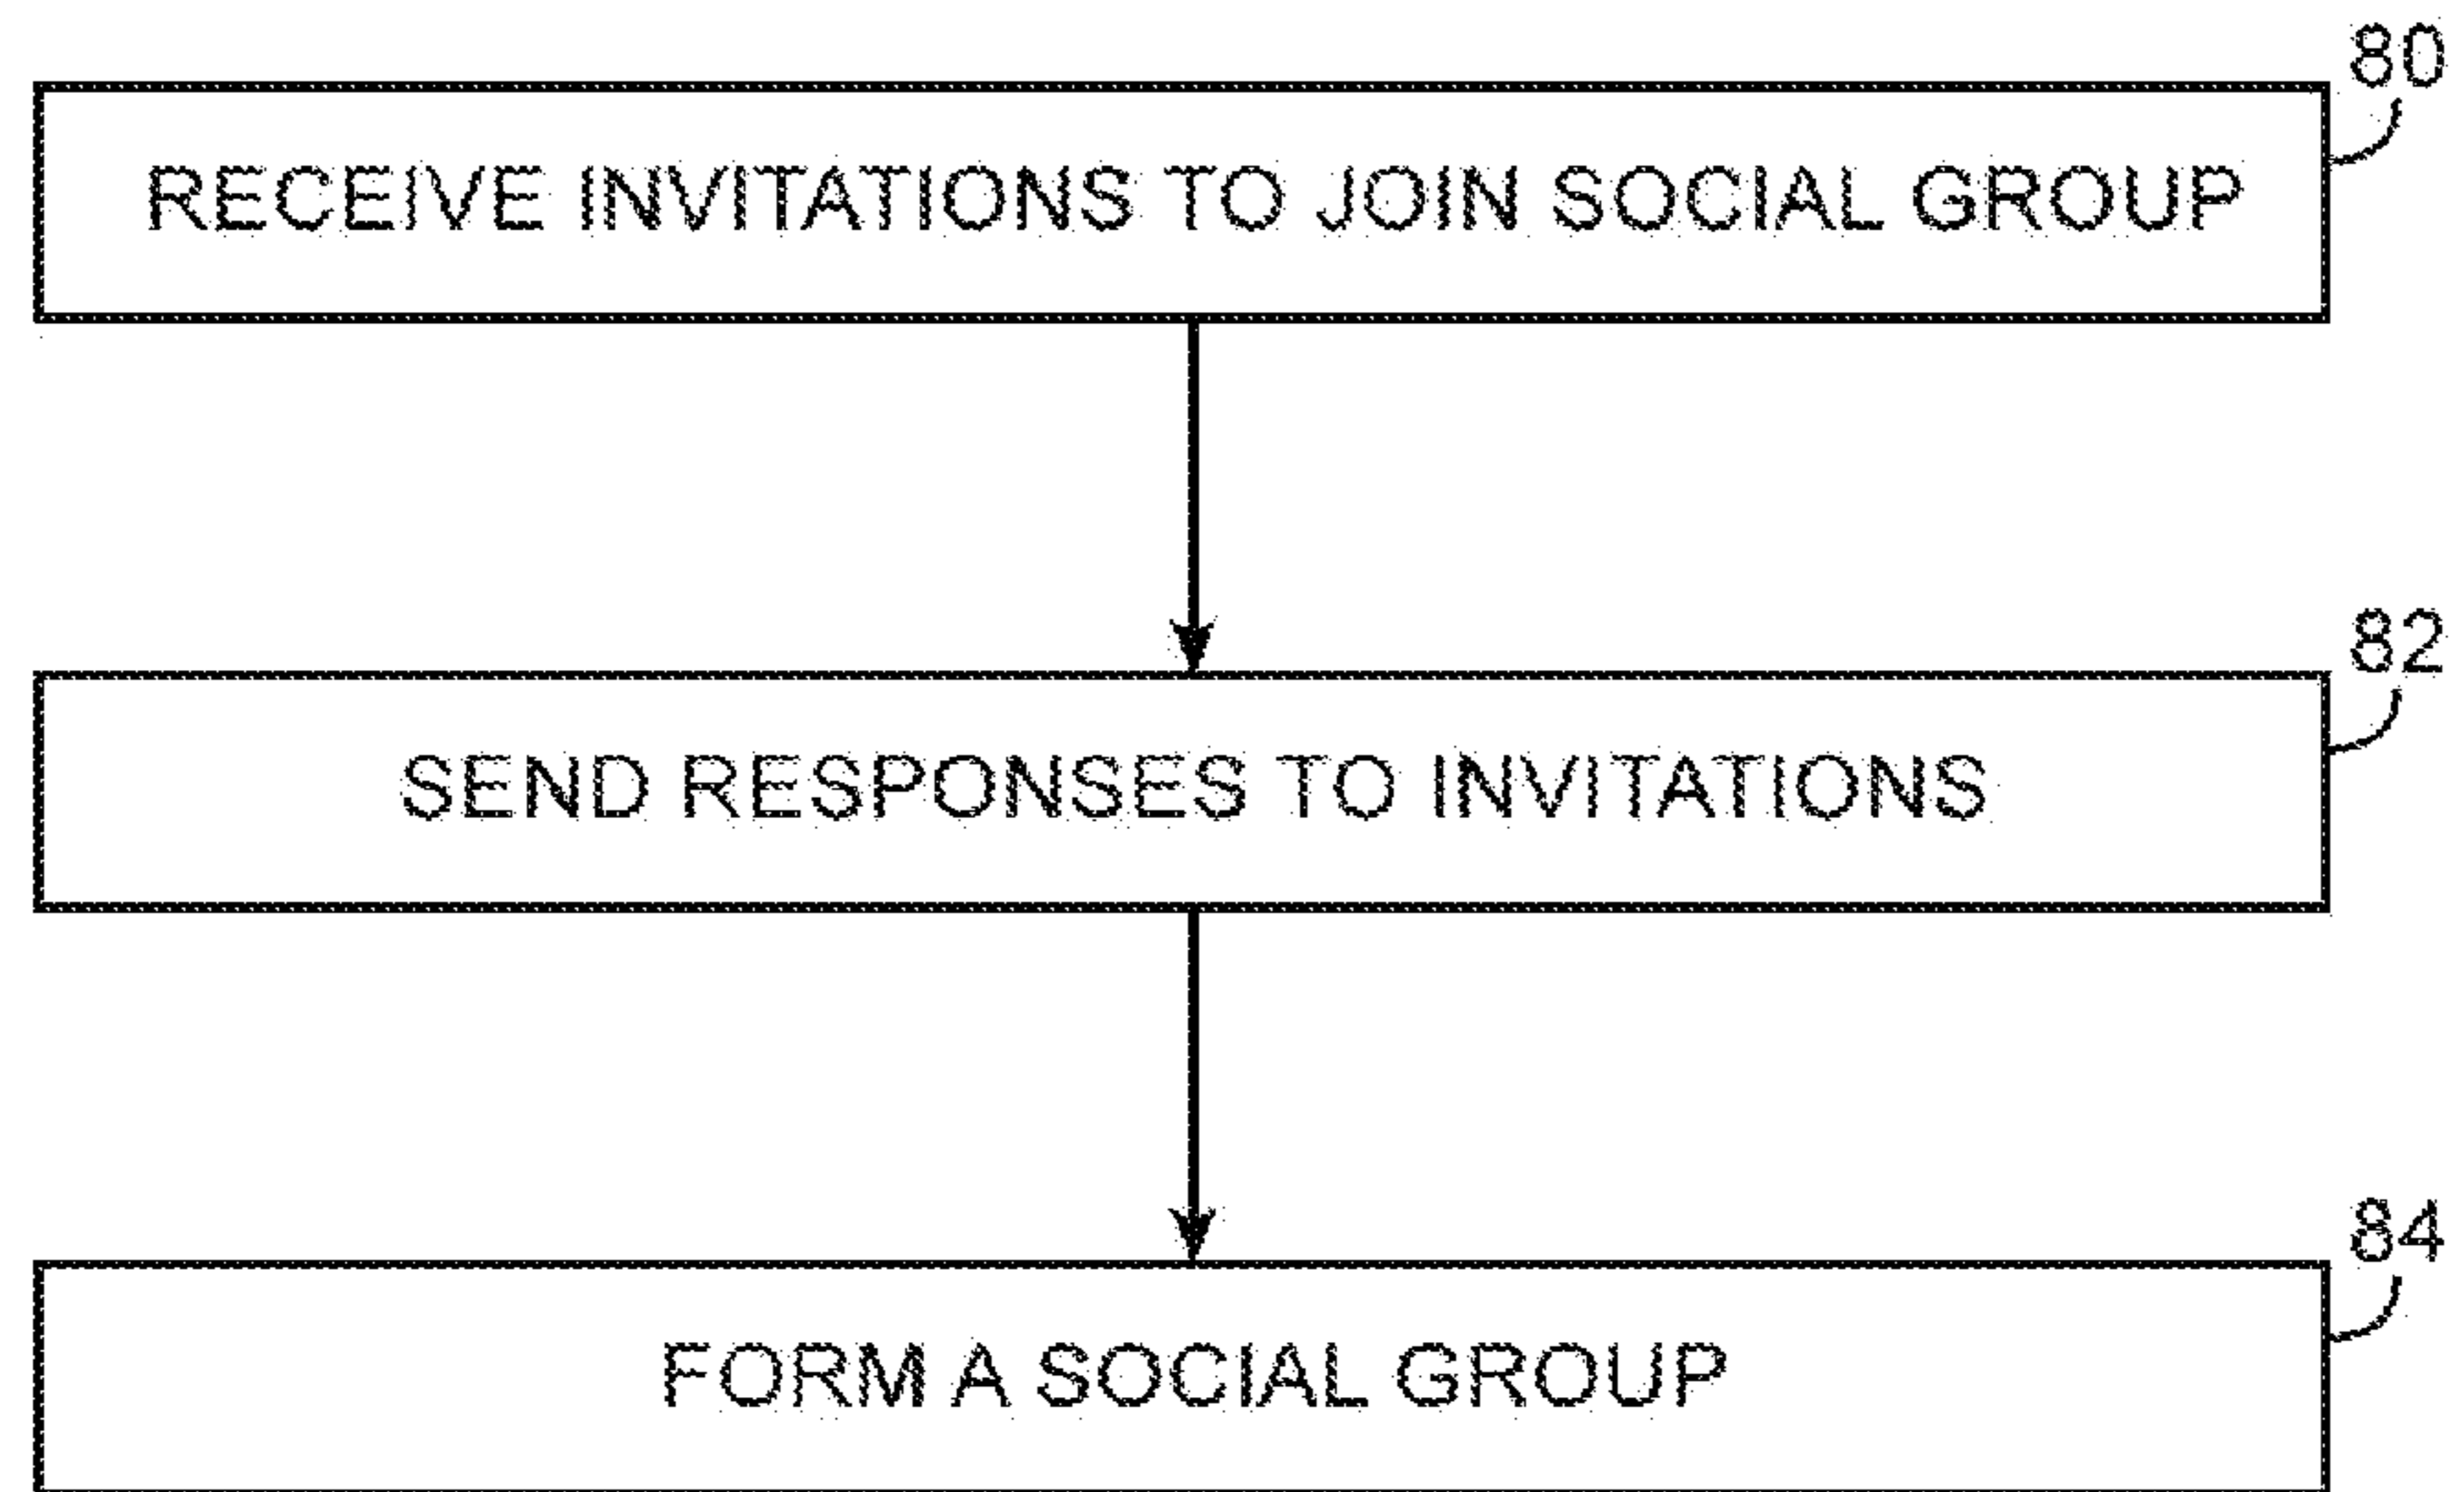 80
RECEIVE INVITATIONS TO JOIN SOCIAL GROUP
82
SEND RESPONSES TO INVITATIONS
84
FORM A SOCIAL GROUP